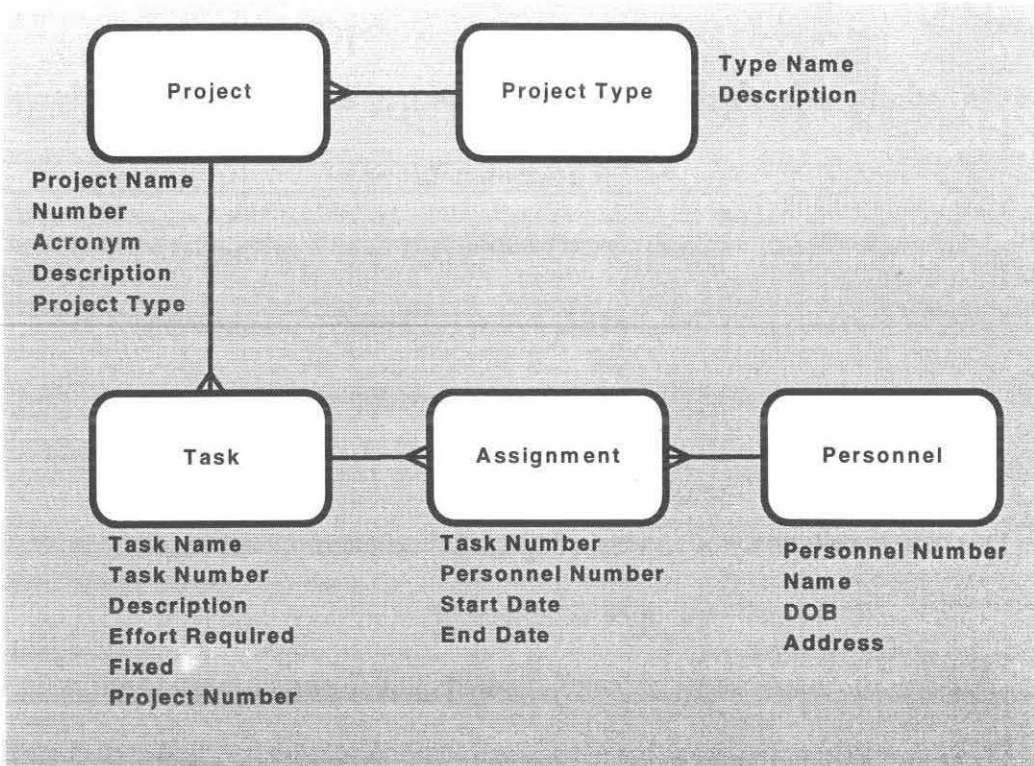 Project
Project Type
Type Name
Description
Project Name
Number
Acronym
Description
Project Type
Task
Assignment
Personnel
Task Name
Task Number
Description
Effort Required
Fixed
Project Number
Task Number
Personnel Number
Start Date
End Date
Personnel Number
Name
DOB
Address